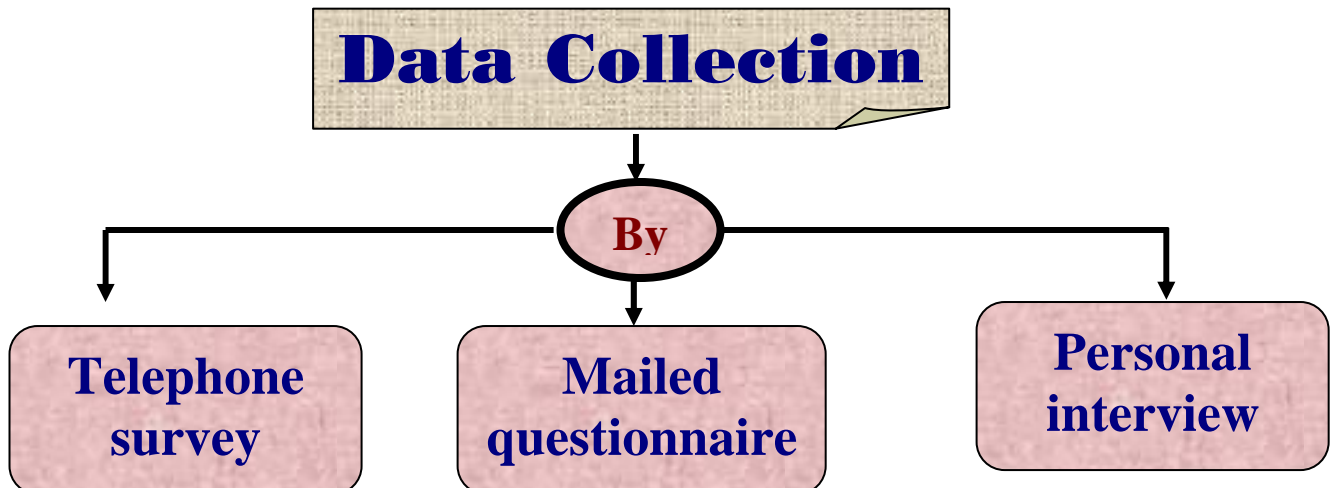 Data Collection
By
Telephone
survey
Mailed
questionnaire
Personal
interview